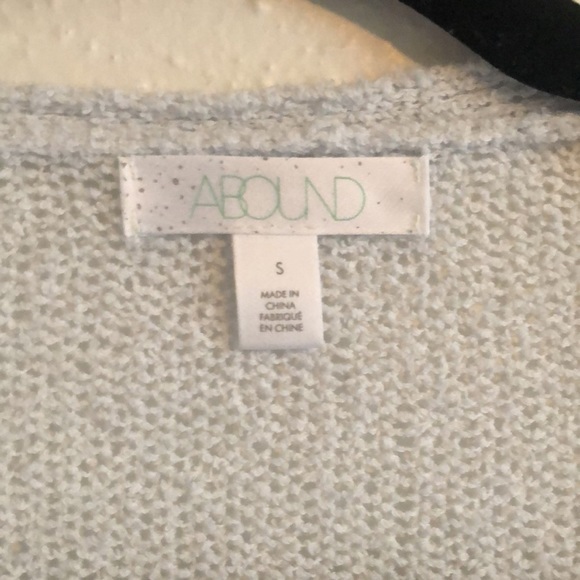 ABOUND
S
MADE IN
CHINA
FABRIQUÉ
EN CHINE